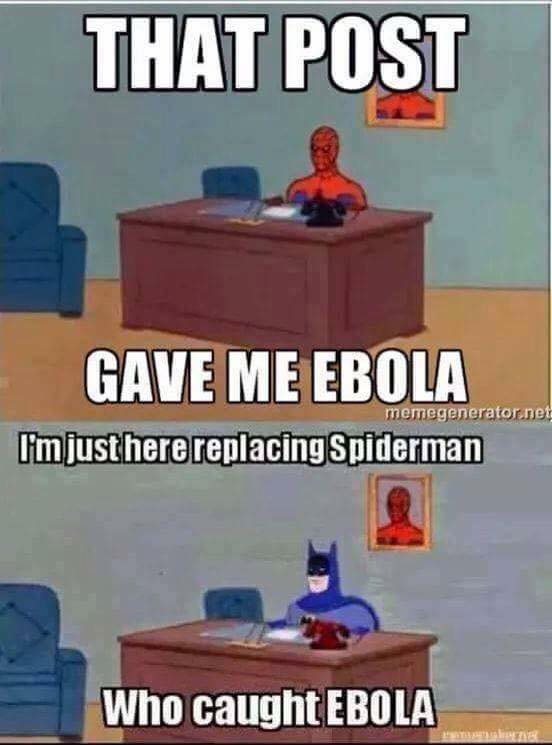 THAT POST
GAVE ME EBOLA
memegenerator.net
I'm just here replacing Spiderman
Who caught EBOLA